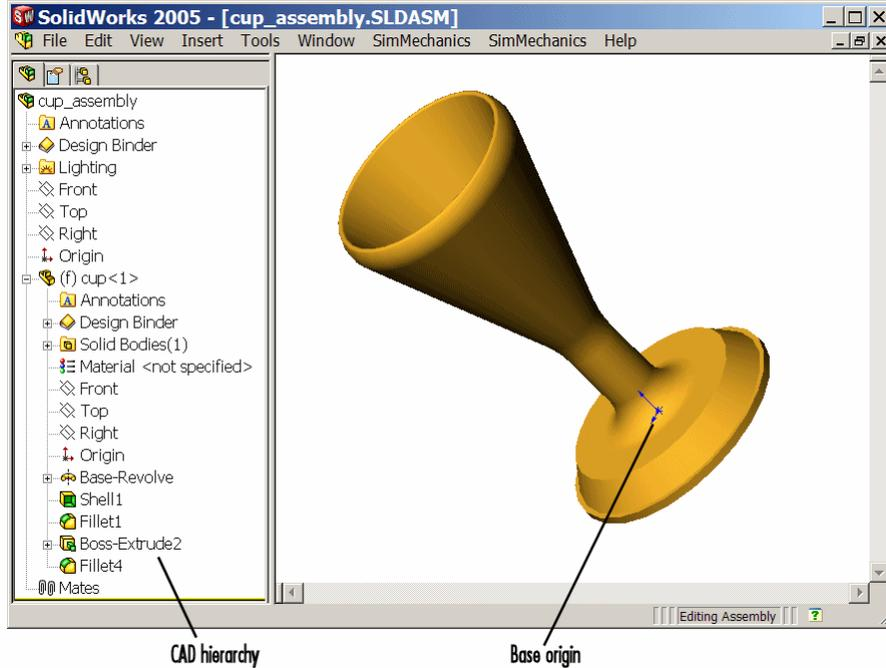 SolidWorks 2005 - [cup_assembly.SLDASM]
File Edit View Insert Tools Window SimMechanics SimMechanics Help
cup_assembly
Annotations
Design Binder
Lighting
Front
Top
Right
Origin
(f) cup<1>
Annotations
Design Binder
Solid Bodies(1)
Material <not specified>
Front
Top
Right
Origin
Base-Revolve
Shell1
Fillet1
Boss-Extrude2
Fillet4
Mates
Editing Assembly
CAD hierarchy
Base origin